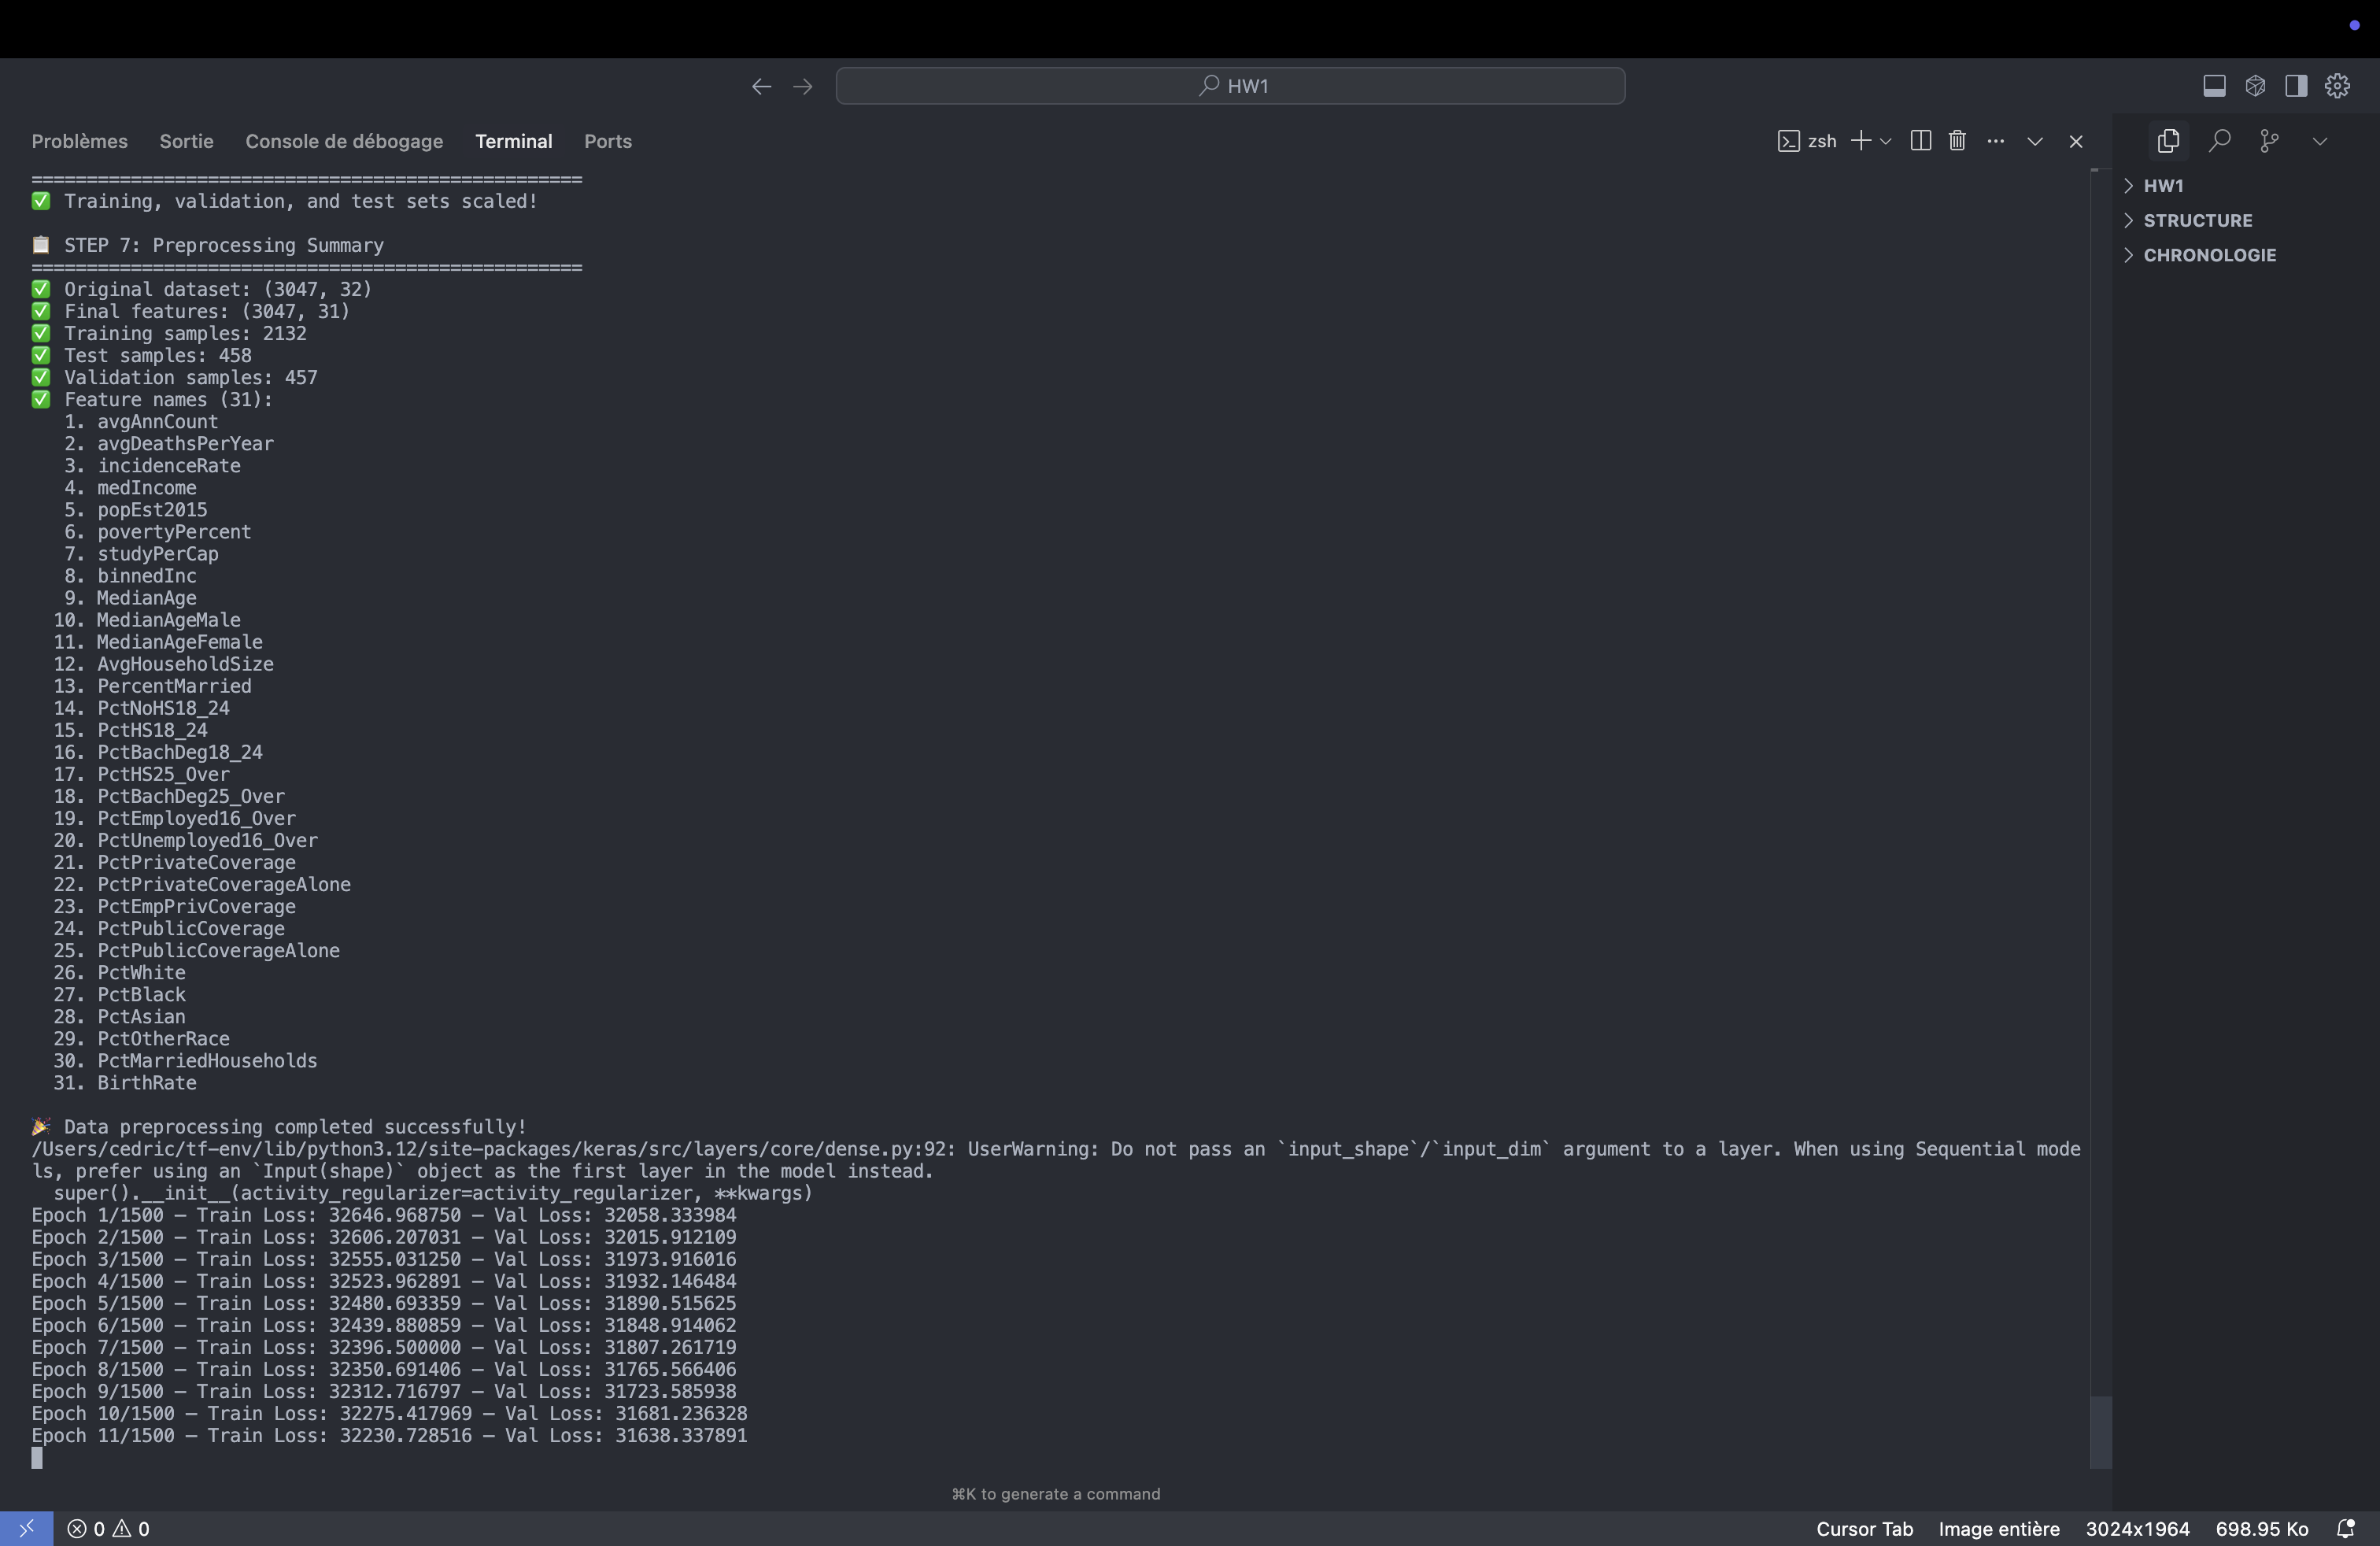 HW1
Problèmes Sortie Console de débogage Terminal Ports
zsh
==================================================
✅ Training, validation, and test sets scaled!
📋 STEP 7: Preprocessing Summary
==================================================
✅ Original dataset: (3047, 32)
✅ Final features: (3047, 31)
✅ Training samples: 2132
✅ Test samples: 458
✅ Validation samples: 457
✅ Feature names (31):
1. avgAnnCount
2. avgDeathsPerYear
3. incidenceRate
4. medIncome
5. popEst2015
6. povertyPercent
7. studyPerCap
8. binnedInc
9. MedianAge
10. MedianAgeMale
11. MedianAgeFemale
12. AvgHouseholdSize
13. PercentMarried
14. PctNoHS18_24
15. PctHS18_24
16. PctBachDeg18_24
17. PctHS25_Over
18. PctBachDeg25_Over
19. PctEmployed16_Over
20. PctUnemployed16_Over
21. PctPrivateCoverage
22. PctPrivateCoverageAlone
23. PctEmpPrivCoverage
24. PctPublicCoverage
25. PctPublicCoverageAlone
26. PctWhite
27. PctBlack
28. PctAsian
29. PctOtherRace
30. PctMarriedHouseholds
31. BirthRate
🎉 Data preprocessing completed successfully!
/Users/cedric/tf-env/lib/python3.12/site-packages/keras/src/layers/core/dense.py:92: UserWarning: Do not pass an `input_shape`/`input_dim` argument to a layer. When using Sequential mode
ls, prefer using an `Input(shape)` object as the first layer in the model instead.
super().__init__(activity_regularizer=activity_regularizer, **kwargs)
Epoch 1/1500 — Train Loss: 32646.968750 — Val Loss: 32058.333984
Epoch 2/1500 — Train Loss: 32606.207031 — Val Loss: 32015.912109
Epoch 3/1500 — Train Loss: 32555.031250 — Val Loss: 31973.916016
Epoch 4/1500 — Train Loss: 32523.962891 — Val Loss: 31932.146484
Epoch 5/1500 — Train Loss: 32480.693359 — Val Loss: 31890.515625
Epoch 6/1500 — Train Loss: 32439.880859 — Val Loss: 31848.914062
Epoch 7/1500 — Train Loss: 32396.500000 — Val Loss: 31807.261719
Epoch 8/1500 — Train Loss: 32350.691406 — Val Loss: 31765.566406
Epoch 9/1500 — Train Loss: 32312.716797 — Val Loss: 31723.585938
Epoch 10/1500 — Train Loss: 32275.417969 — Val Loss: 31681.236328
Epoch 11/1500 — Train Loss: 32230.728516 — Val Loss: 31638.337891
⌘K to generate a command
HW1
STRUCTURE
CHRONOLOGIE
0 0
Cursor Tab Image entière 3024x1964 698.95 Ko